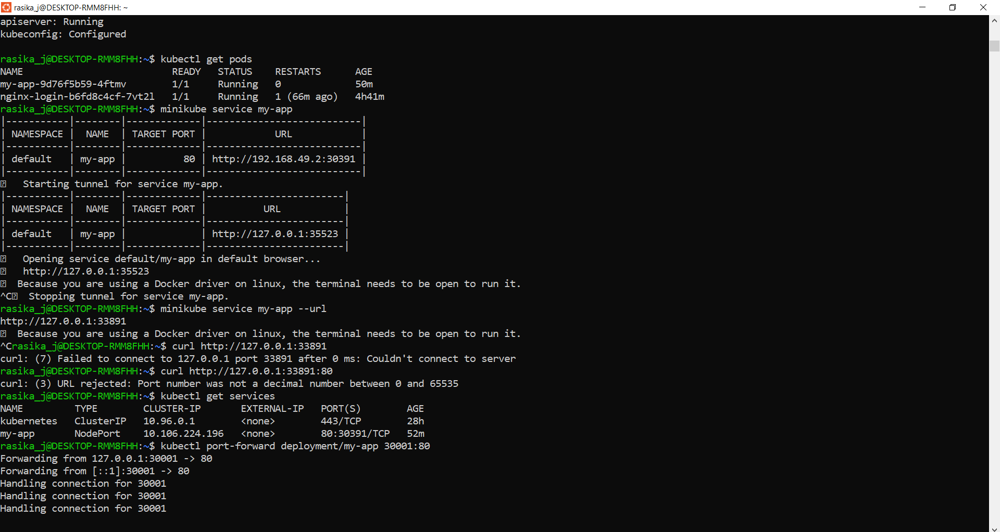 rasika_j@DESKTOP-RMM8FHH: ~
apiserver: Running
kubeconfig: Configured
rasika_j@DESKTOP-RMM8FHH:~$ kubectl get pods
NAME                          READY   STATUS    RESTARTS      AGE
my-app-9d76f5b59-4ftmv        1/1     Running   0             50m
nginx-login-b6fd8c4cf-7vt2l   1/1     Running   1 (66m ago)   4h41m
rasika_j@DESKTOP-RMM8FHH:~$ minikube service my-app
|-----------|--------|-------------|---------------------------|
| NAMESPACE |  NAME  | TARGET PORT |            URL            |
|-----------|--------|-------------|---------------------------|
| default   | my-app |          80 | http://192.168.49.2:30391 |
|-----------|--------|-------------|---------------------------|
Starting tunnel for service my-app.
|-----------|--------|-------------|------------------------|
| NAMESPACE |  NAME  | TARGET PORT |          URL           |
|-----------|--------|-------------|------------------------|
| default   | my-app |             | http://127.0.0.1:35523 |
|-----------|--------|-------------|------------------------|
Opening service default/my-app in default browser...
http://127.0.0.1:35523
Because you are using a Docker driver on linux, the terminal needs to be open to run it.
^C  Stopping tunnel for service my-app.
rasika_j@DESKTOP-RMM8FHH:~$ minikube service my-app --url
http://127.0.0.1:33891
Because you are using a Docker driver on linux, the terminal needs to be open to run it.
^Crasika_j@DESKTOP-RMM8FHH:~$ curl http://127.0.0.1:33891
curl: (7) Failed to connect to 127.0.0.1 port 33891 after 0 ms: Couldn't connect to server
rasika_j@DESKTOP-RMM8FHH:~$ curl http://127.0.0.1:33891:80
curl: (3) URL rejected: Port number was not a decimal number between 0 and 65535
rasika_j@DESKTOP-RMM8FHH:~$ kubectl get services
NAME         TYPE        CLUSTER-IP       EXTERNAL-IP   PORT(S)        AGE
kubernetes   ClusterIP   10.96.0.1        <none>        443/TCP        28h
my-app       NodePort    10.106.224.196   <none>        80:30391/TCP   52m
rasika_j@DESKTOP-RMM8FHH:~$ kubectl port-forward deployment/my-app 30001:80
Forwarding from 127.0.0.1:30001 -> 80
Forwarding from [::1]:30001 -> 80
Handling connection for 30001
Handling connection for 30001
Handling connection for 30001